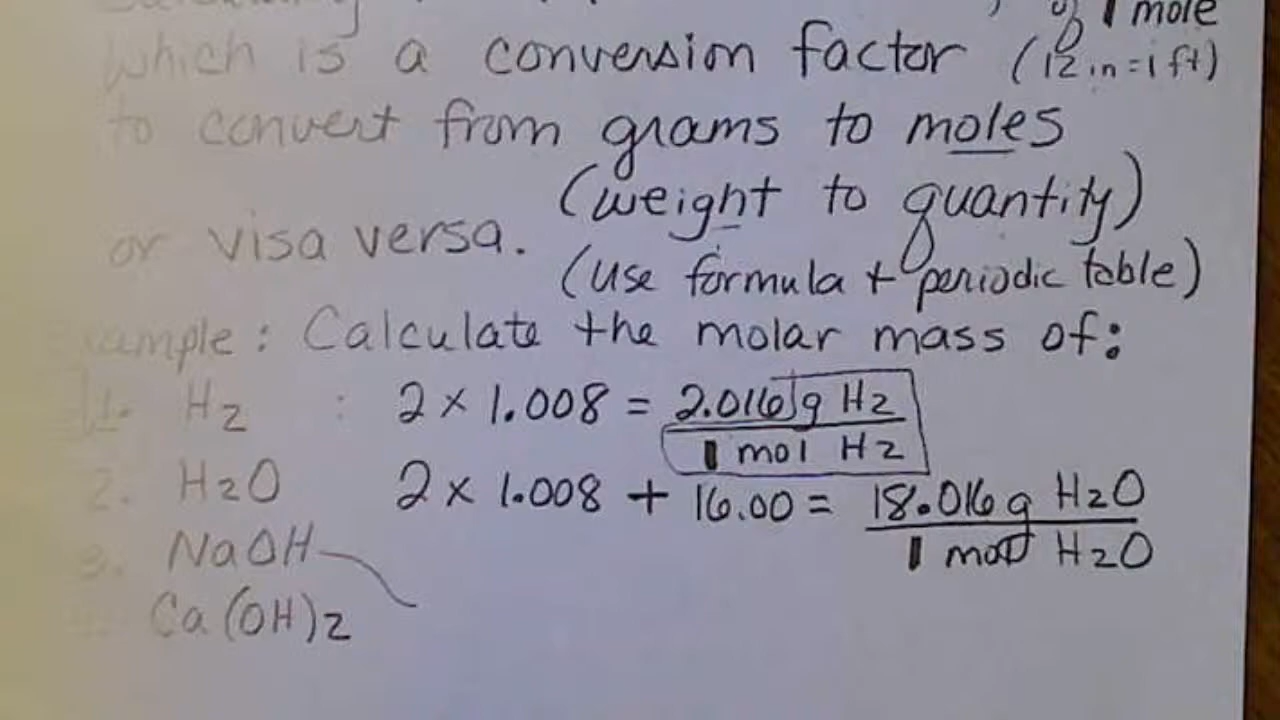 1 mole
which is a conversion factor (12 in = 1 ft)
to convert from grams to moles
(weight to quantity)
or visa versa.
(use formula + periodic table)
Example: Calculate the molar mass of:
1. H2 : 2 x 1.008 = 2.016 g H2
1 mol H2
2. H2O 2 x 1.008 + 16.00 = 18.016 g H2O
1 mol H2O
3. NaOH
Ca(OH)2